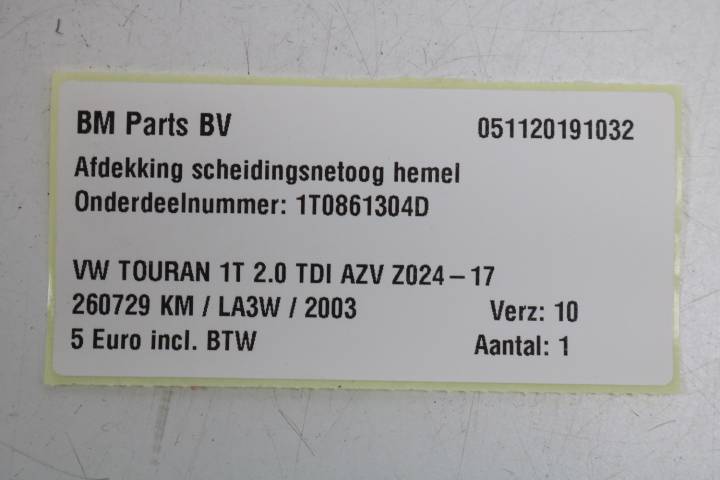 BM Parts BV 051120191032
Afdekking scheidingsnetoog hemel
Onderdeelnummer: 1T0861304D
VW TOURAN 1T 2.0 TDI AZV Z024-17
260729 KM / LA3W / 2003 Verz: 10
5 Euro incl. BTW Aantal: 1